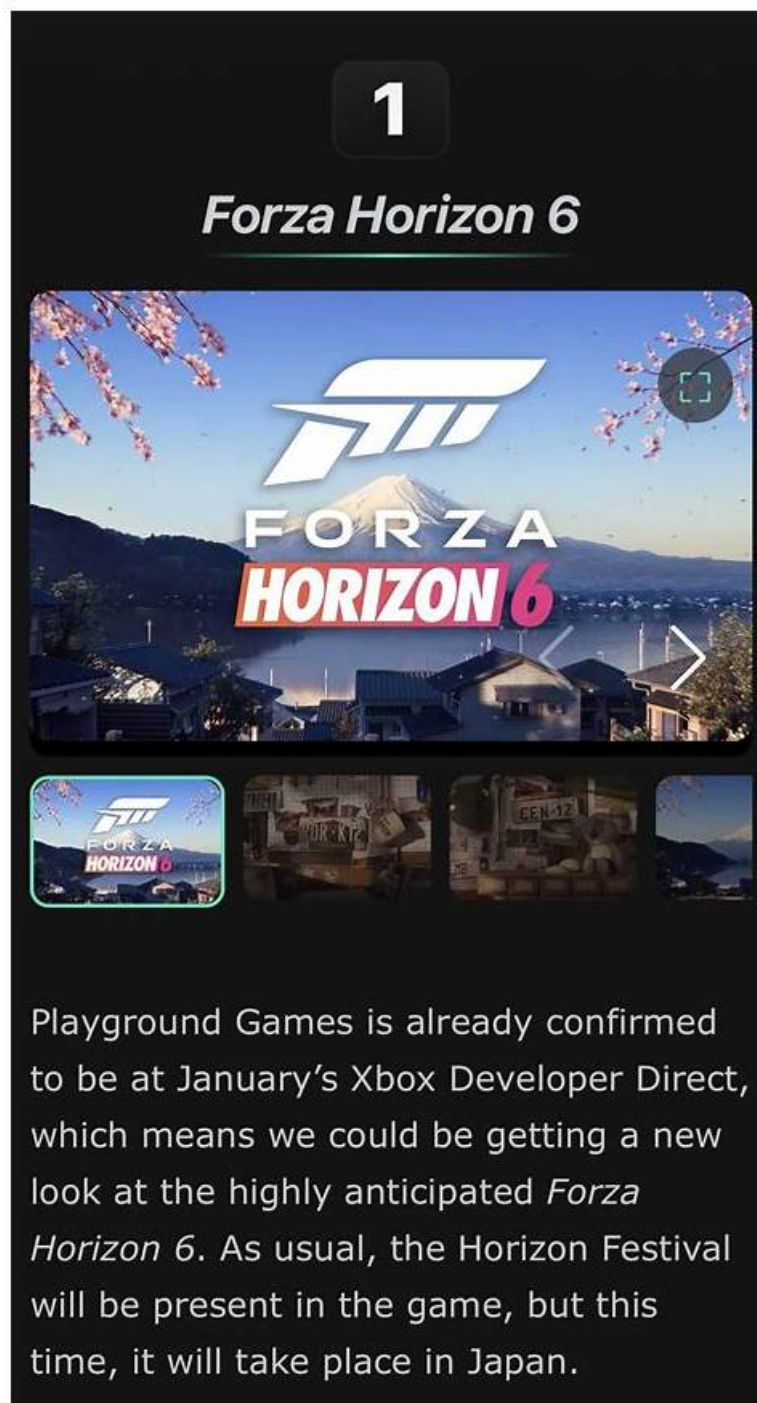 1
Forza Horizon 6
FORZA
HORIZON 6
FORZA
HORIZON 6
CEN-12
Playground Games is already confirmed
to be at January’s Xbox Developer Direct,
which means we could be getting a new
look at the highly anticipated Forza
Horizon 6. As usual, the Horizon Festival
will be present in the game, but this
time, it will take place in Japan.